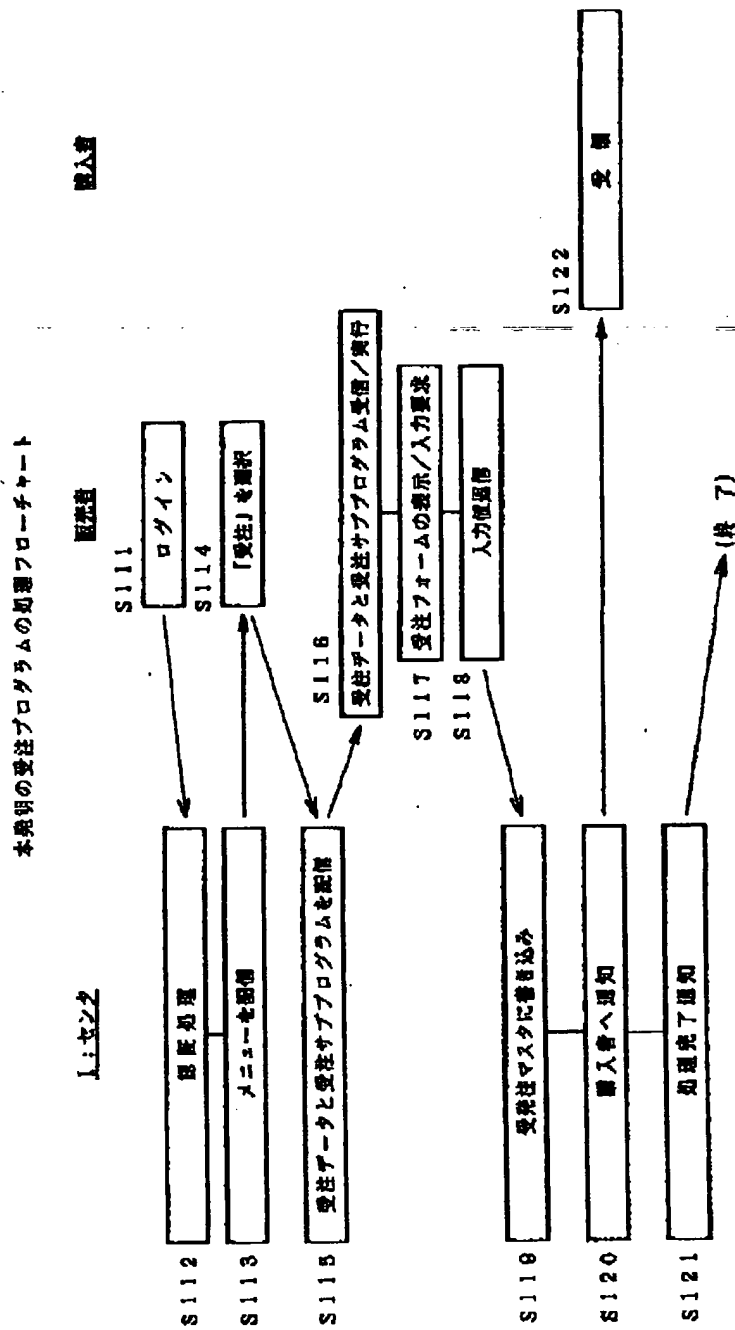 本発明の受注プログラムの処理フローチャート
1:センタ
販売者
購入者
S111
ログイン
S112
認証処理
S113
メニューを配信
S114
「受注」を選択
S115
受注データと受注サブプログラムを配信
S116
受注データと受注サブプログラム受信/実行
S117
受注フォームの表示/入力要求
S118
入力値返信
S119
受発注マスタに書き込み
S120
購入者へ通知
S122
受領
S121
処理完了通知
(終 了)